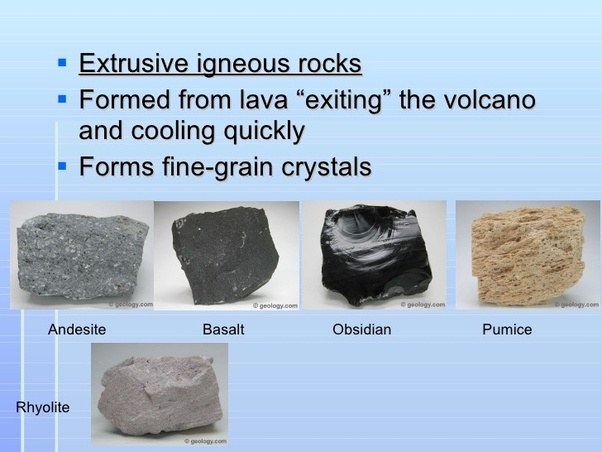 Extrusive igneous rocks
Formed from lava “exiting” the volcano
and cooling quickly
Forms fine-grain crystals
© geology.com
© geology.com
© geology.com
© geology.com
Andesite
Basalt
Obsidian
Pumice
Rhyolite
© geology.com